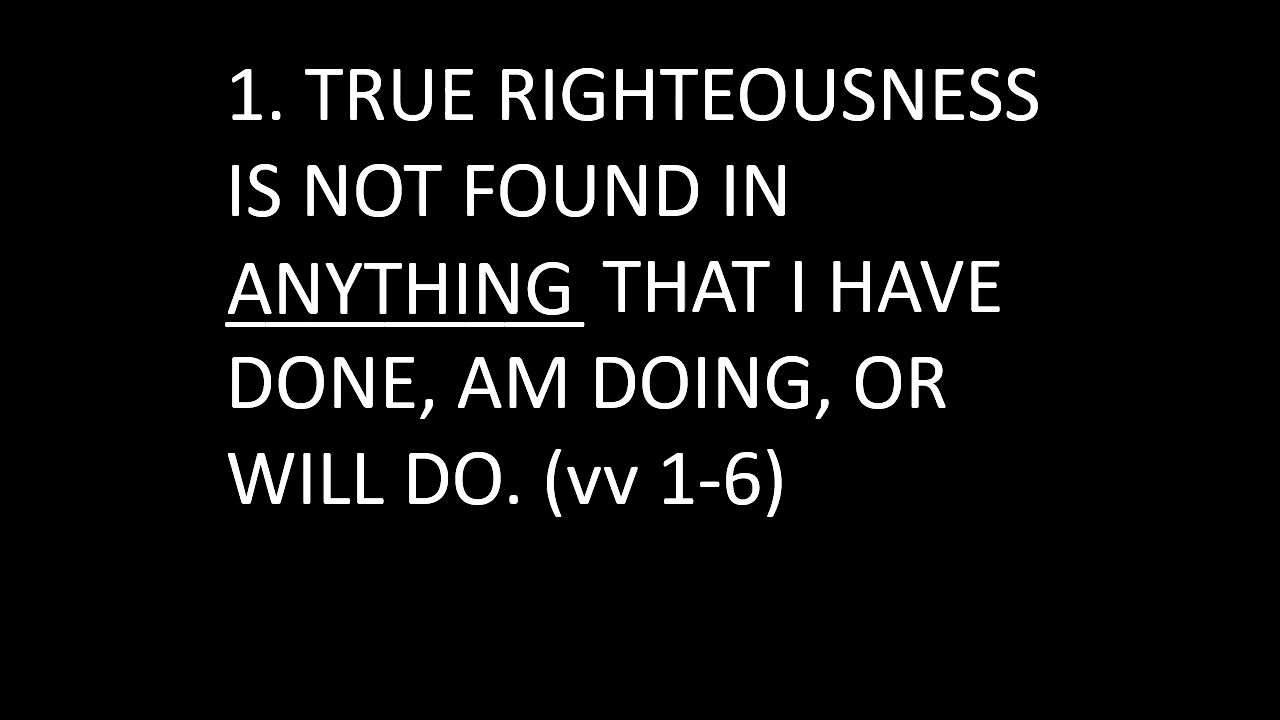 1. TRUE RIGHTEOUSNESS
IS NOT FOUND IN
ANYTHING THAT I HAVE
DONE, AM DOING, OR
WILL DO. (vv 1-6)